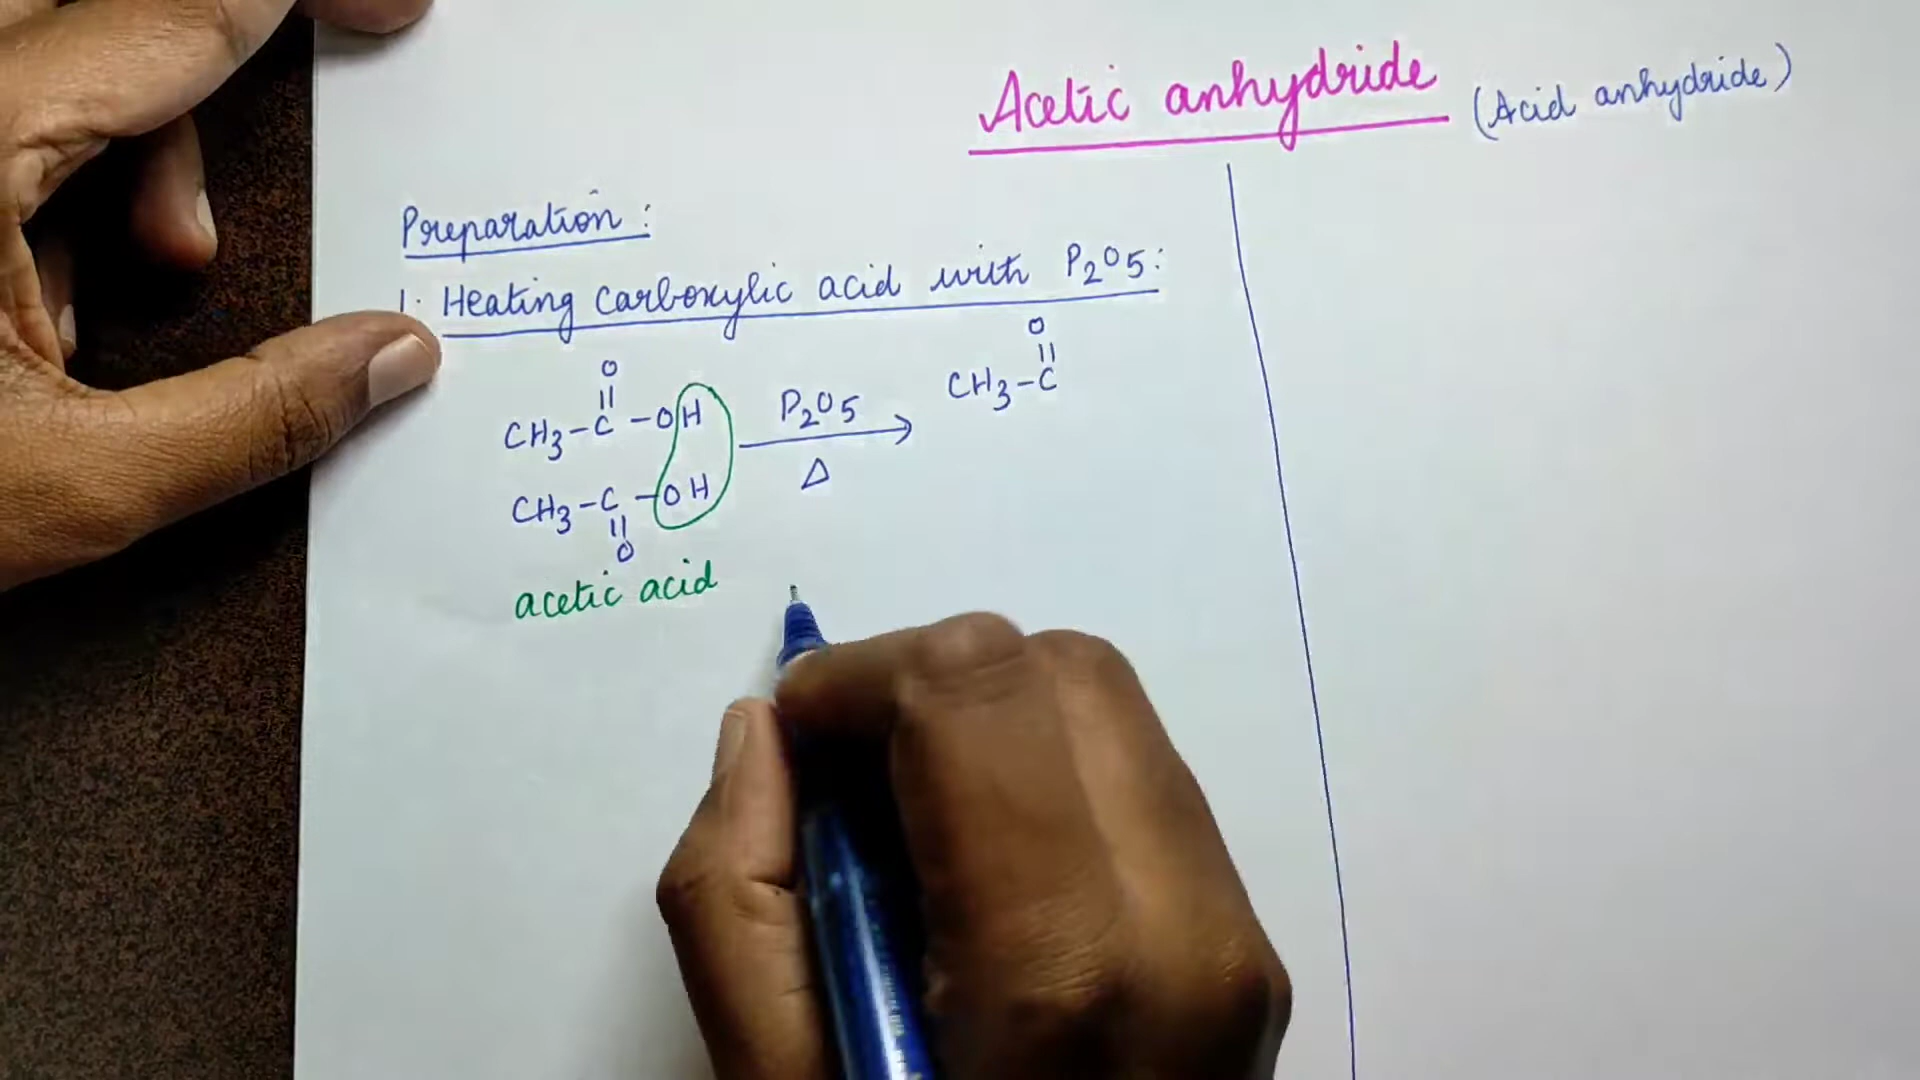 Acetic anhydride (Acid anhydride)
Preparation:
1. Heating carboxylic acid with P2O5:
O
||
CH3-C-OH
P2O5
Δ
CH3-C-OH
||
O
acetic acid
O
||
CH3-C